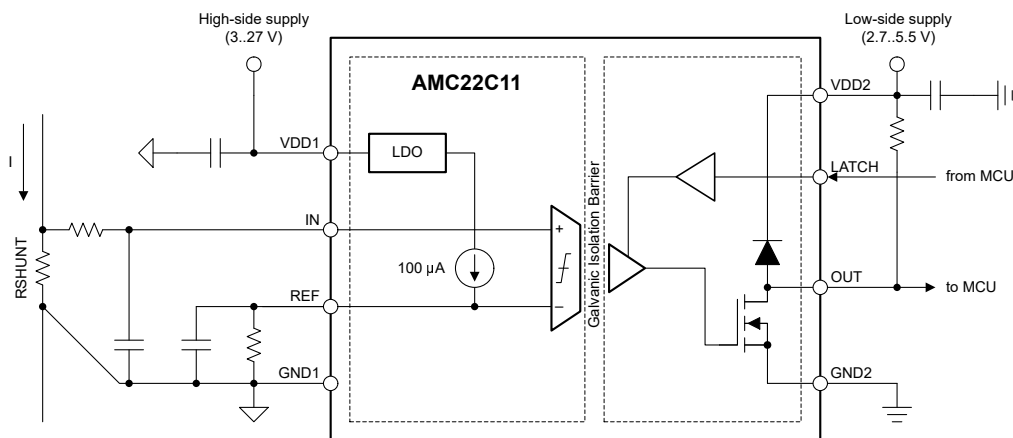 High-side supply
(3..27 V)
Low-side supply
(2.7..5.5 V)
AMC22C11
VDD1
LDO
VDD2
LATCH
from MCU
I
IN
RSHUNT
+
100 µA
Galvanic Isolation Barrier
REF
−
OUT
to MCU
GND1
GND2